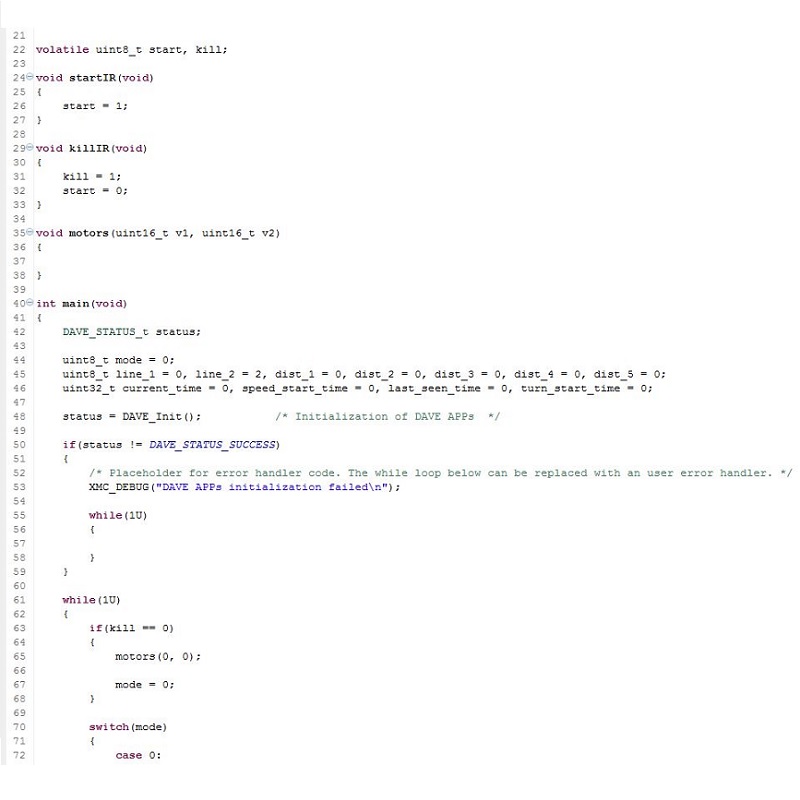 21
22 volatile uint8_t start, kill;
23
24 void startIR(void)
25 {
26     start = 1;
27 }
28
29 void killIR(void)
30 {
31     kill = 1;
32     start = 0;
33 }
34
35 void motors(uint16_t v1, uint16_t v2)
36 {
37
38 }
39
40 int main(void)
41 {
42     DAVE_STATUS_t status;
43
44     uint8_t mode = 0;
45     uint8_t line_1 = 0, line_2 = 2, dist_1 = 0, dist_2 = 0, dist_3 = 0, dist_4 = 0, dist_5 = 0;
46     uint32_t current_time = 0, speed_start_time = 0, last_seen_time = 0, turn_start_time = 0;
47
48     status = DAVE_Init();           /* Initialization of DAVE APPs  */
49
50     if(status != DAVE_STATUS_SUCCESS)
51     {
52         /* Placeholder for error handler code. The while loop below can be replaced with an user error handler. */
53         XMC_DEBUG("DAVE APPs initialization failed\n");
54
55         while(1U)
56         {
57
58         }
59     }
60
61     while(1U)
62     {
63         if(kill == 0)
64         {
65             motors(0, 0);
66
67             mode = 0;
68         }
69
70         switch(mode)
71         {
72             case 0: